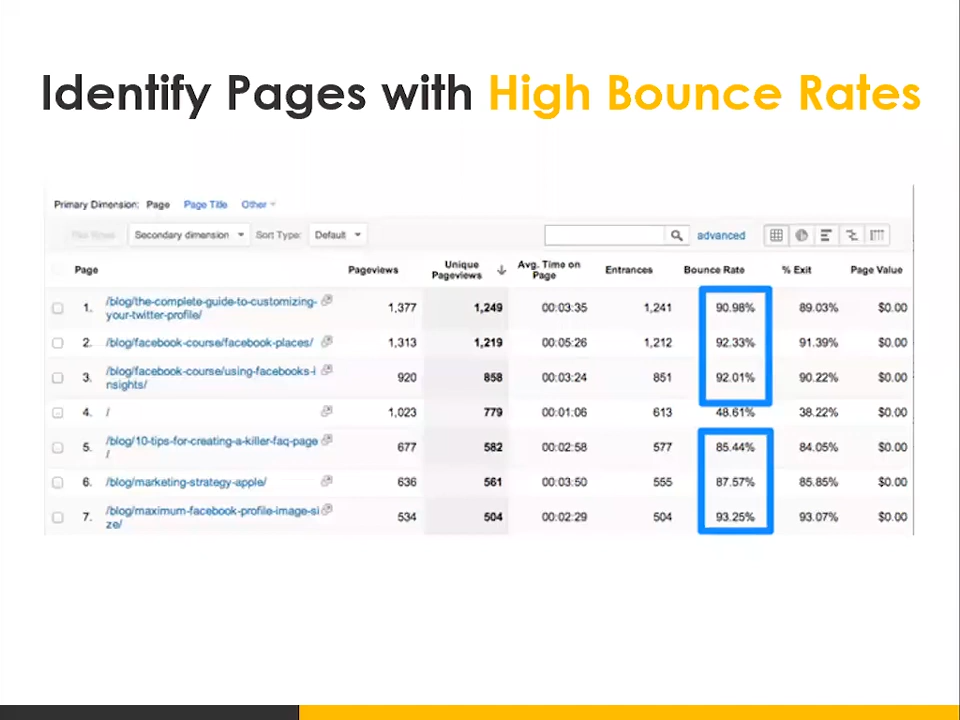 Identify Pages with High Bounce Rates
Primary Dimension: Page Page Title Other
Plot Rows Secondary dimension Sort Type: Default advanced
Page Pageviews Unique Pageviews Avg. Time on Page Entrances Bounce Rate % Exit Page Value
1. /blog/the-complete-guide-to-customizing-
your-twitter-profile/ 1,377 1,249 00:03:35 1,241 90.98% 89.03% $0.00
2. /blog/facebook-course/facebook-places/ 1,313 1,219 00:05:26 1,212 92.33% 91.39% $0.00
3. /blog/facebook-course/using-facebooks-i
nsights/ 920 858 00:03:24 851 92.01% 90.22% $0.00
4. / 1,023 779 00:01:06 613 48.61% 38.22% $0.00
5. /blog/10-tips-for-creating-a-killer-faq-page
/ 677 582 00:02:58 577 85.44% 84.05% $0.00
6. /blog/marketing-strategy-apple/ 636 561 00:03:50 555 87.57% 85.85% $0.00
7. /blog/maximum-facebook-profile-image-si
ze/ 534 504 00:02:29 504 93.25% 93.07% $0.00